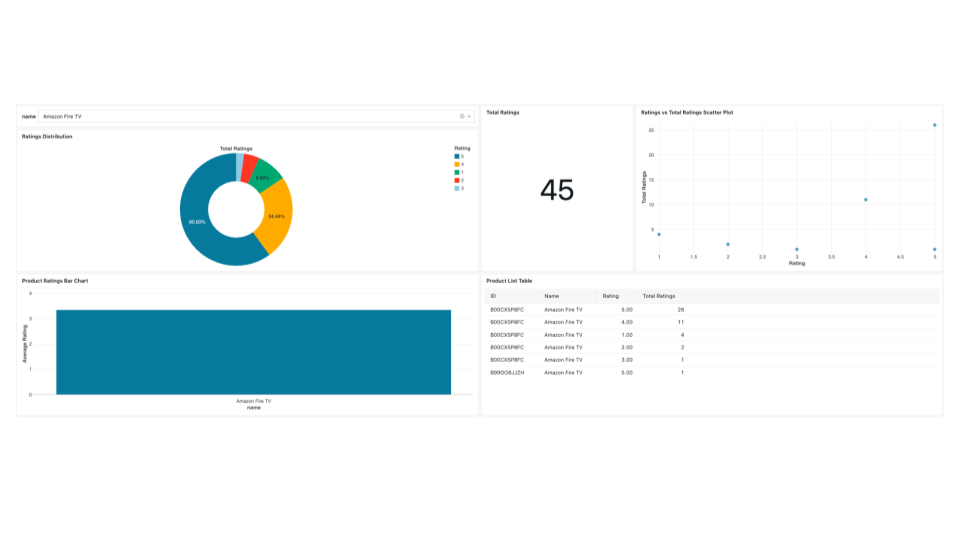 name Amazon Fire TV
Ratings Distribution
Total Ratings
Rating
5
4
1
2
3
60.00%
24.44%
8.89%
Total Ratings
45
Ratings vs Total Ratings Scatter Plot
Total Ratings
25
20
15
10
5
1 1.5 2 2.5 3 3.5 4 4.5 5
Rating
Product Ratings Bar Chart
Average Rating
4
3
2
1
0
Amazon Fire TV
name
Product List Table
ID Name Rating Total Ratings
B00CX5P8FC Amazon Fire TV 5.00 26
B00CX5P8FC Amazon Fire TV 4.00 11
B00CX5P8FC Amazon Fire TV 1.00 4
B00CX5P8FC Amazon Fire TV 2.00 2
B00CX5P8FC Amazon Fire TV 3.00 1
B99GO6JJZH Amazon Fire TV 5.00 1